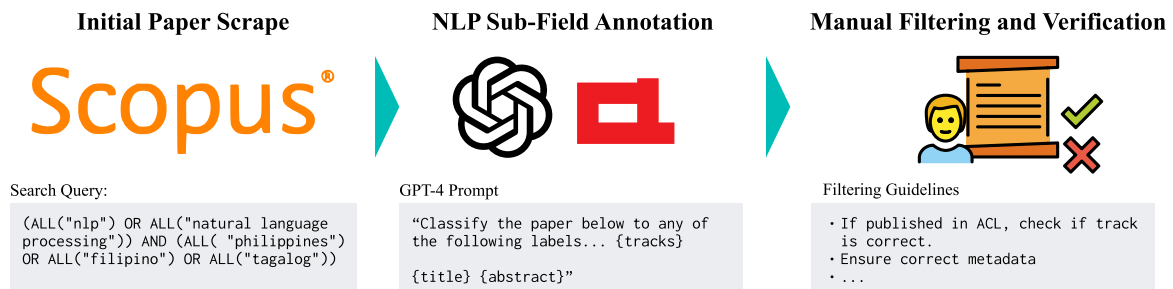 Initial Paper Scrape
Scopus®
Search Query:
(ALL("nlp") OR ALL("natural language
processing")) AND (ALL( "philippines")
OR ALL("filipino") OR ALL("tagalog"))
NLP Sub-Field Annotation
GPT-4 Prompt
“Classify the paper below to any of
the following labels... {tracks}
{title} {abstract}”
Manual Filtering and Verification
Filtering Guidelines
· If published in ACL, check if track
is correct.
· Ensure correct metadata
· ...